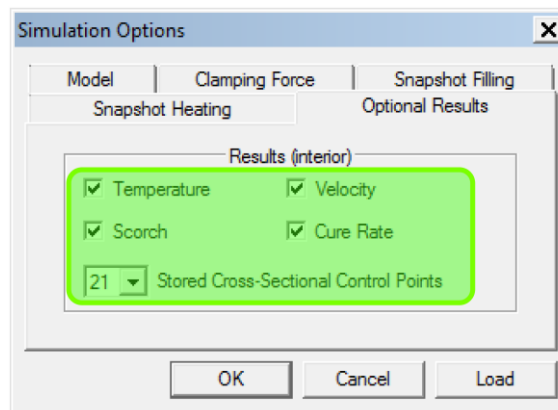 Simulation Options
Model Clamping Force Snapshot Filling
Snapshot Heating Optional Results
Results (interior)
Temperature Velocity
Scorch Cure Rate
21 Stored Cross-Sectional Control Points
OK Cancel Load